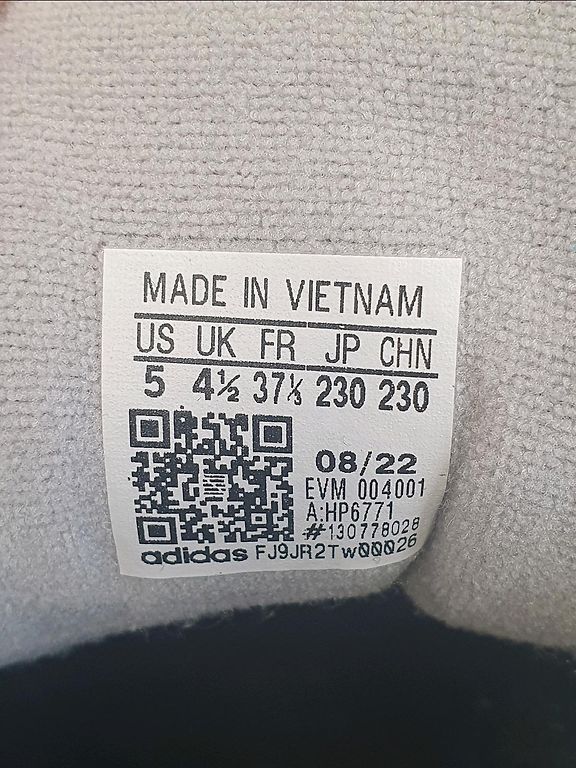 MADE IN VIETNAM
US UK FR JP CHN
5 4½ 37⅓ 230 230
08/22
EVM 004001
A:HP6771
#130778028
adidas FJ9JR2Tw00026